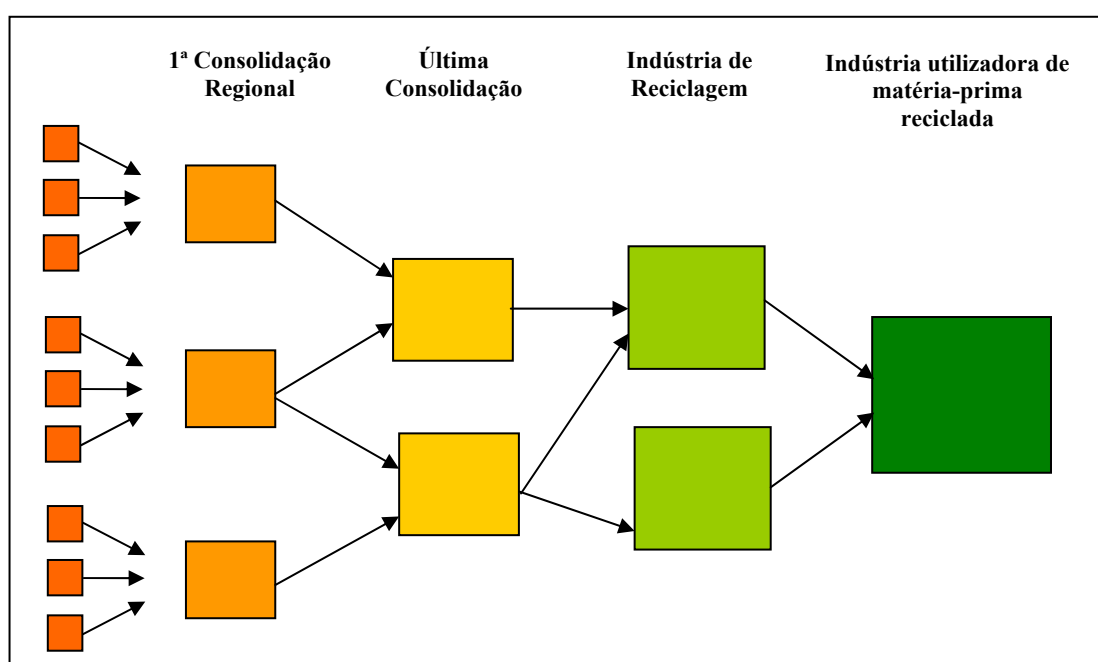 1ª Consolidação
Regional
Última
Consolidação
Indústria de
Reciclagem
Indústria utilizadora de
matéria-prima
reciclada